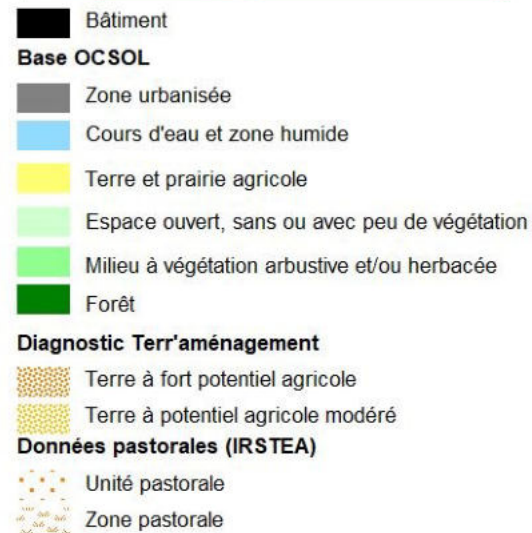 Bâtiment
Base OCSOL
Zone urbanisée
Cours d'eau et zone humide
Terre et prairie agricole
Espace ouvert, sans ou avec peu de végétation
Milieu à végétation arbustive et/ou herbacée
Forêt
Diagnostic Terr'aménagement
Terre à fort potentiel agricole
Terre à potentiel agricole modéré
Données pastorales (IRSTEA)
Unité pastorale
Zone pastorale